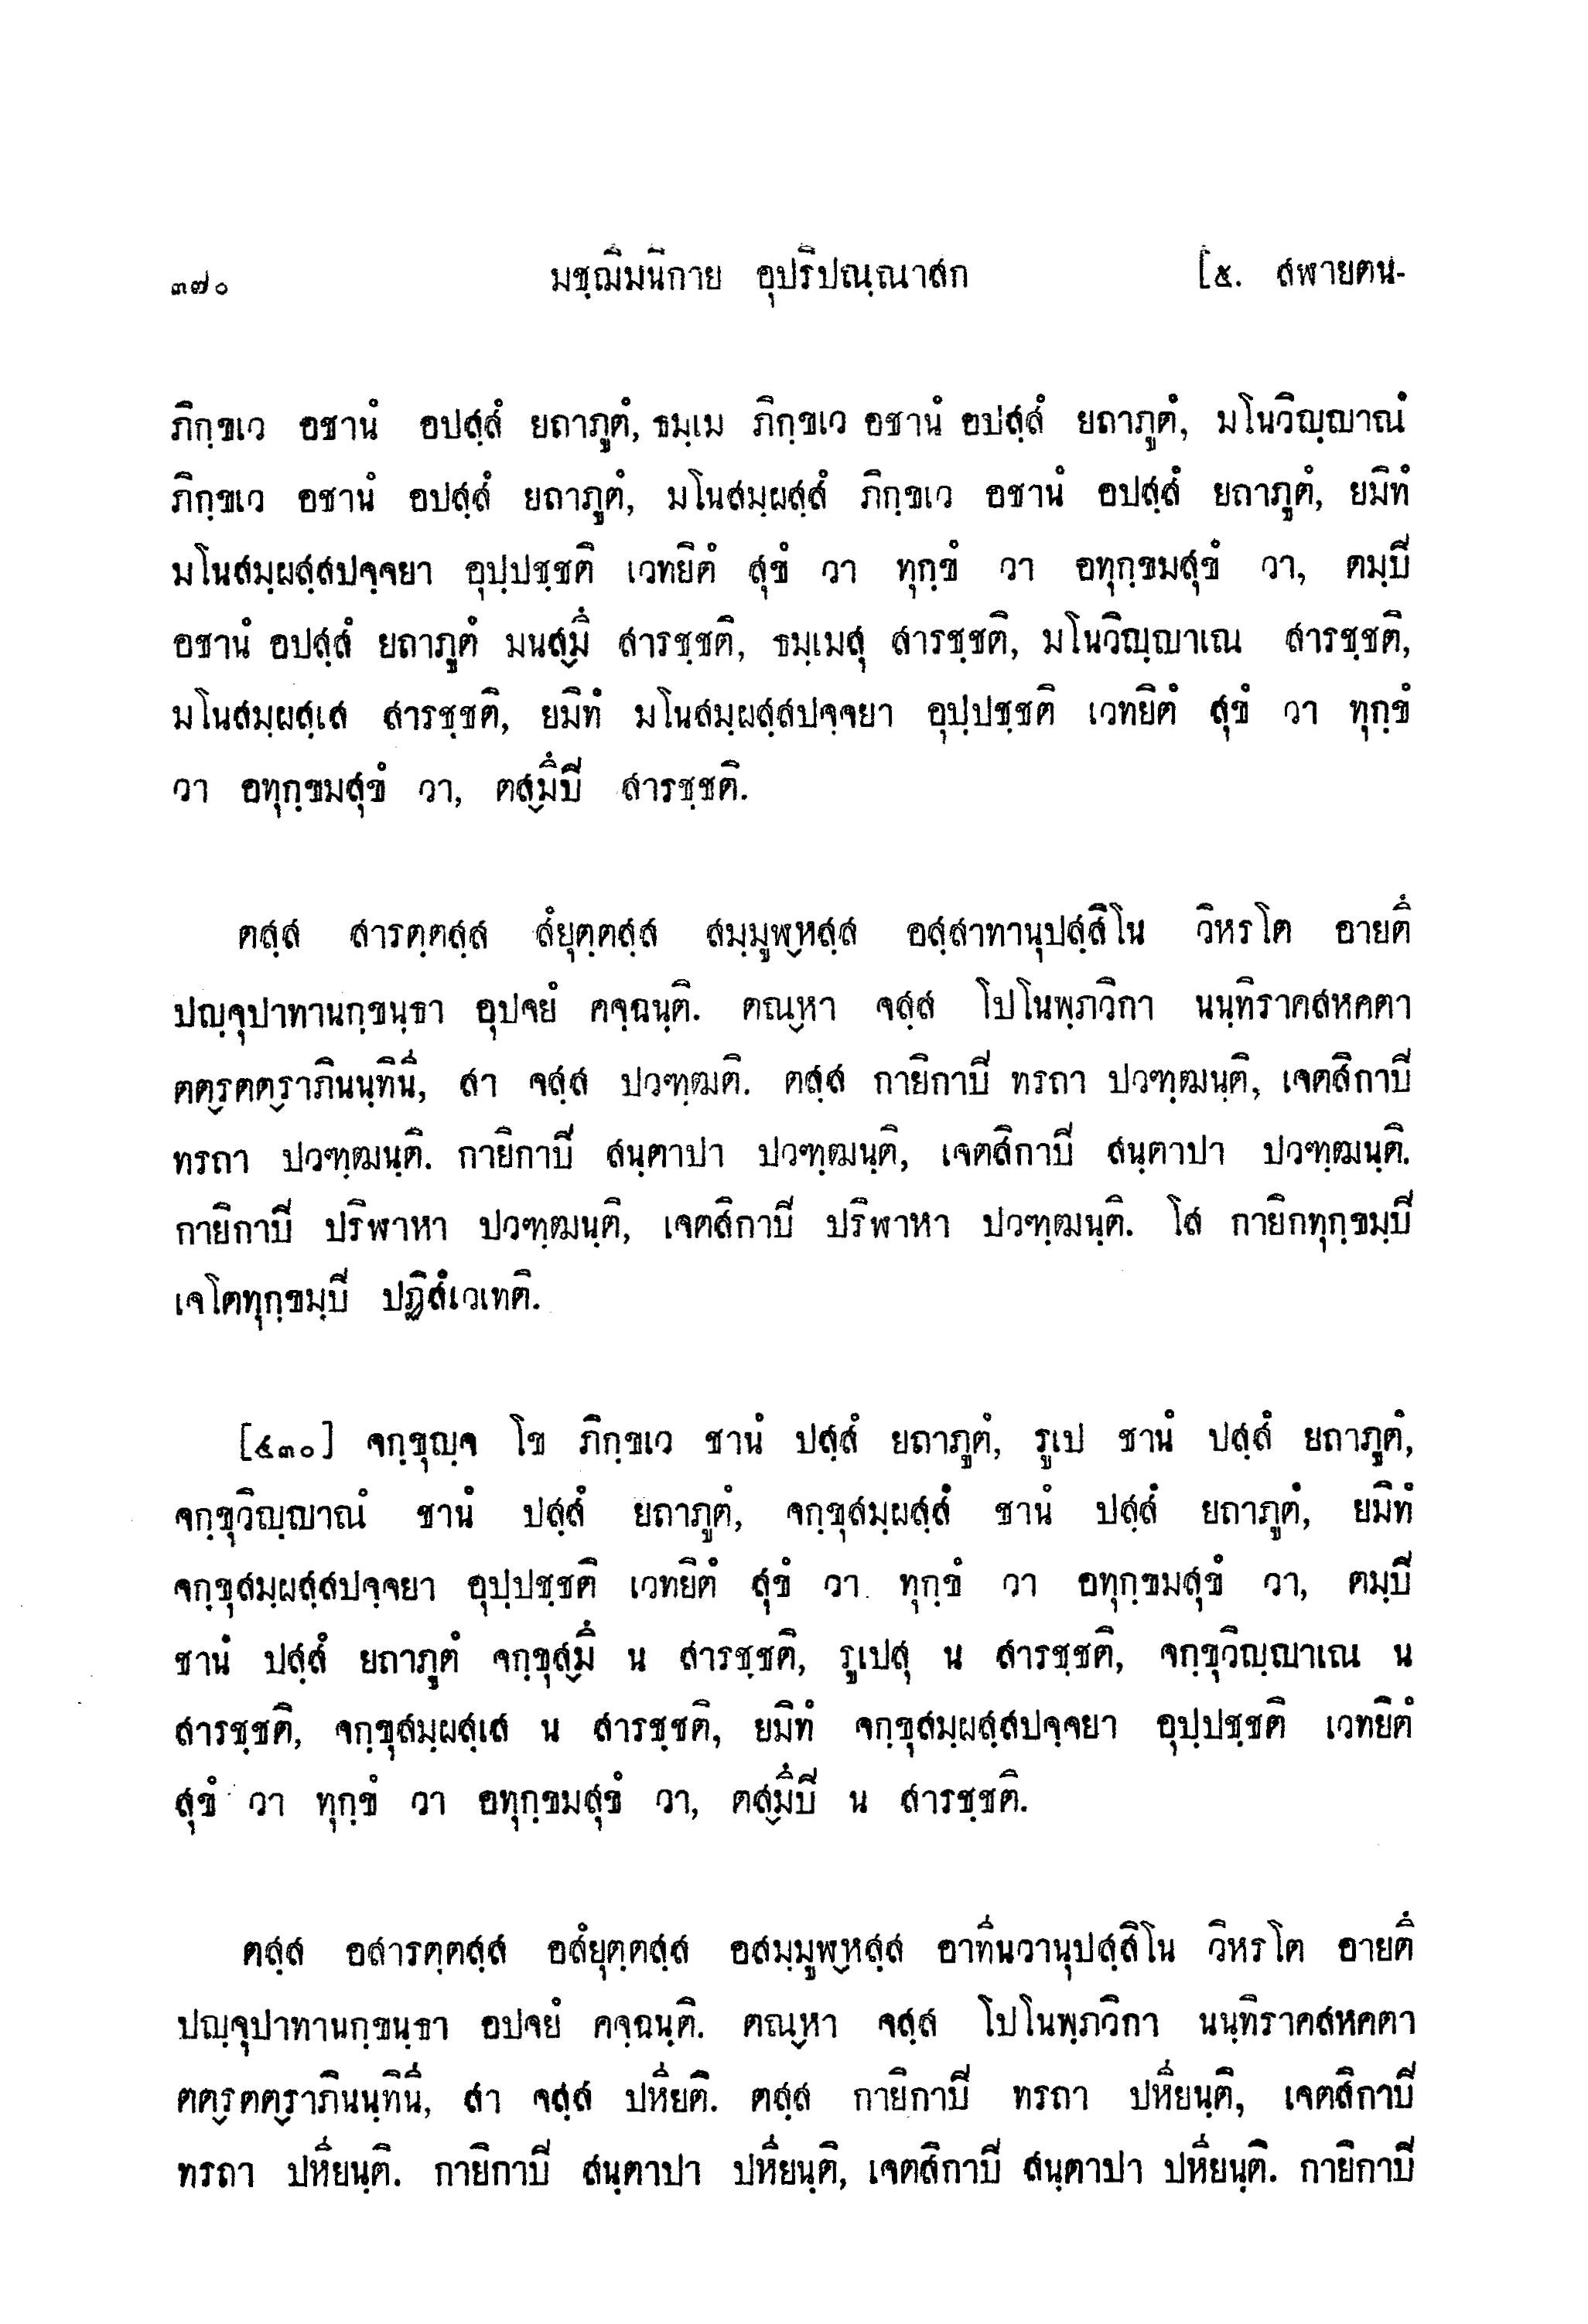 ๓๗๐ มชฺฌิมนิกาย อุปริปณฺณาสก [๕. สฬายตน-
ภิกฺขเว อชานํ อปสฺสํ ยถาภูตํ, ธมฺเม ภิกฺขเว อชานํ อปสฺสํ ยถาภูตํ, มโนวิญฺญาณํ
ภิกฺขเว อชานํ อปสฺสํ ยถาภูตํ, มโนสมฺผสฺสํ ภิกฺขเว อชานํ อปสฺสํ ยถาภูตํ, ยมิทํ
มโนสมฺผสฺสปจฺจยา อุปฺปชฺชติ เวทยิตํ สุขํ วา ทุกฺขํ วา อทุกฺขมสุขํ วา, ตมฺปิ
อชานํ อปสฺสํ ยถาภูตํ มนสฺมึ สารชฺชติ, ธมฺเมสุ สารชฺชติ, มโนวิญฺญาเณ สารชฺชติ,
มโนสมฺผสฺเส สารชฺชติ, ยมิทํ มโนสมฺผสฺสปจฺจยา อุปฺปชฺชติ เวทยิตํ สุขํ วา ทุกฺขํ
วา อทุกฺขมสุขํ วา, ตสฺมึปิ สารชฺชติ.
ตสฺส สารตฺตสฺส สํยุตฺตสฺส สมฺมูฬฺหสฺส อสฺสาทานุปสฺสิโน วิหรโต อายตึ
ปญฺจุปาทานกฺขนฺธา อุปจยํ คจฺฉนฺติ. ตณฺหา จสฺส โปโนพฺภวิกา นนฺทิราคสหคตา
ตตฺรตตฺราภินนฺทินี, สา จสฺส ปวฑฺฒติ. ตสฺส กายิกาปิ ทรถา ปวฑฺฒนฺติ, เจตสิกาปิ
ทรถา ปวฑฺฒนฺติ. กายิกาปิ สนฺตาปา ปวฑฺฒนฺติ, เจตสิกาปิ สนฺตาปา ปวฑฺฒนฺติ.
กายิกาปิ ปริฬาหา ปวฑฺฒนฺติ, เจตสิกาปิ ปริฬาหา ปวฑฺฒนฺติ. โส กายิกทุกฺขมฺปิ
เจโตทุกฺขมฺปิ ปฏิสํเวเทติ.
[๕๓๐] จกฺขุญฺจ โข ภิกฺขเว ชานํ ปสฺสํ ยถาภูตํ, รูเป ชานํ ปสฺสํ ยถาภูตํ,
จกฺขุวิญฺญาณํ ชานํ ปสฺสํ ยถาภูตํ, จกฺขุสมฺผสฺสํ ชานํ ปสฺสํ ยถาภูตํ, ยมิทํ
จกฺขุสมฺผสฺสปจฺจยา อุปฺปชฺชติ เวทยิตํ สุขํ วา ทุกฺขํ วา อทุกฺขมสุขํ วา, ตมฺปิ
ชานํ ปสฺสํ ยถาภูตํ จกฺขุสฺมึ น สารชฺชติ, รูเปสุ น สารชฺชติ, จกฺขุวิญฺญาเณ น
สารชฺชติ, จกฺขุสมฺผสฺเส น สารชฺชติ, ยมิทํ จกฺขุสมฺผสฺสปจฺจยา อุปฺปชฺชติ เวทยิตํ
สุขํ วา ทุกฺขํ วา อทุกฺขมสุขํ วา, ตสฺมึปิ น สารชฺชติ.
ตสฺส อสารตฺตสฺส อสํยุตฺตสฺส อสมฺมูฬฺหสฺส อาทีนวานุปสฺสิโน วิหรโต อายตึ
ปญฺจุปาทานกฺขนฺธา อปจยํ คจฺฉนฺติ. ตณฺหา จสฺส โปโนพฺภวิกา นนฺทิราคสหคตา
ตตฺรตตฺราภินนฺทินี, สา จสฺส ปหียติ. ตสฺส กายิกาปิ ทรถา ปหียนฺติ, เจตสิกาปิ
ทรถา ปหียนฺติ. กายิกาปิ สนฺตาปา ปหียนฺติ, เจตสิกาปิ สนฺตาปา ปหียนฺติ. กายิกาปิ